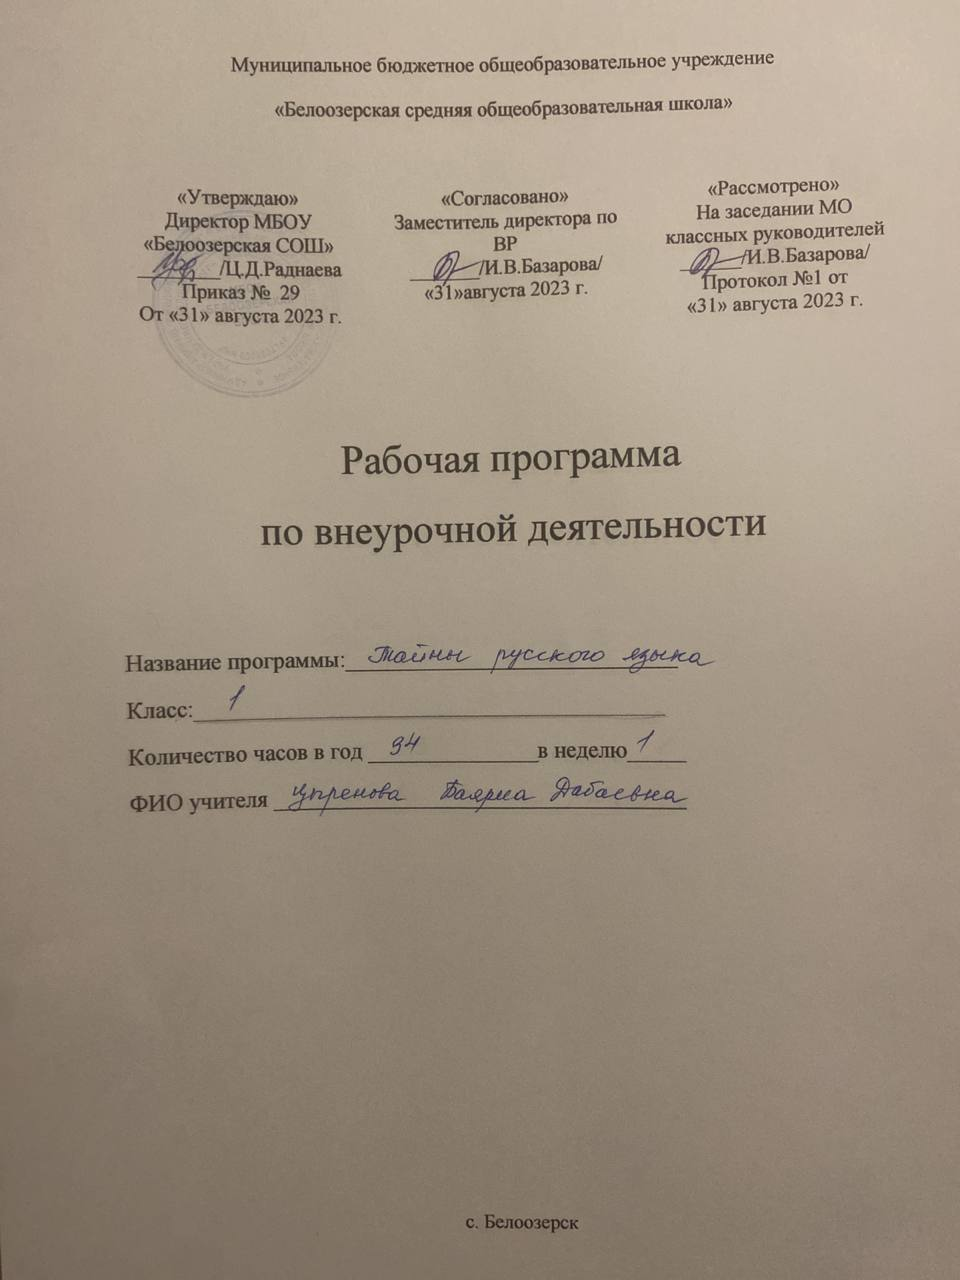 Муниципальное бюджетное общеобразовательное учреждение
«Белоозерская средняя общеобразовательная школа»
«Утверждаю»
Директор МБОУ
«Белоозерская СОШ»
/Ц.Д.Раднаева
Приказ № 29
От «31» августа 2023 г.
«Согласовано»
Заместитель директора по
ВР
/И.В.Базарова/
«31»августа 2023 г.
«Рассмотрено»
На заседании МО
классных руководителей
/И.В.Базарова/
Протокол №1 от
«31» августа 2023 г.
Рабочая программа
по внеурочной деятельности
Название программы: Тайны русского языка
Класс: 1
Количество часов в год 34 в неделю 1
ФИО учителя Цыренова Баярма Дабаевна
с. Белоозерск